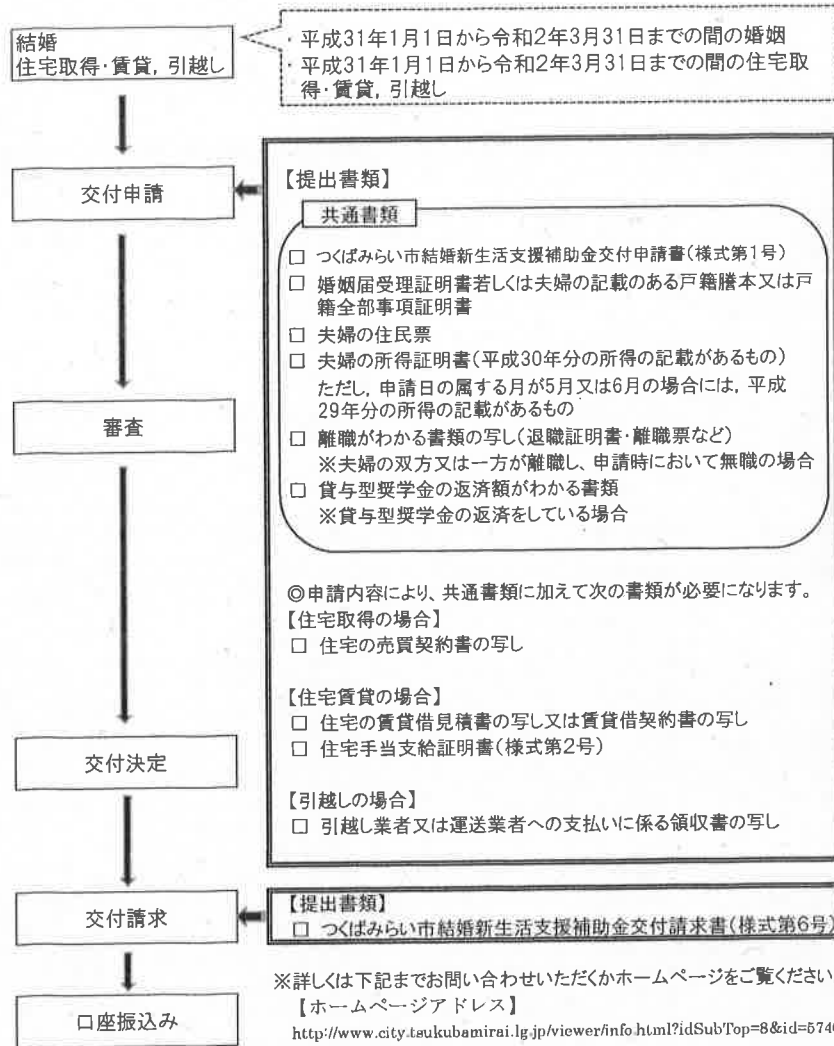 結婚
住宅取得・賃貸，引越し
・平成31年1月1日から令和2年3月31日までの間の婚姻
・平成31年1月1日から令和2年3月31日までの間の住宅取
得・賃貸，引越し
交付申請
【提出書類】
共通書類
□ つくばみらい市結婚新生活支援補助金交付申請書（様式第1号）
□ 婚姻届受理証明書若しくは夫婦の記載のある戸籍謄本又は戸
籍全部事項証明書
□ 夫婦の住民票
□ 夫婦の所得証明書（平成30年分の所得の記載があるもの）
ただし，申請日の属する月が5月又は6月の場合には，平成
29年分の所得の記載があるもの
□ 離職がわかる書類の写し（退職証明書・離職票など）
※夫婦の双方又は一方が離職し、申請時において無職の場合
□ 貸与型奨学金の返済額がわかる書類
※貸与型奨学金の返済をしている場合
審査
◎申請内容により、共通書類に加えて次の書類が必要になります。
【住宅取得の場合】
□ 住宅の売買契約書の写し
【住宅賃貸の場合】
□ 住宅の賃貸借見積書の写し又は賃貸借契約書の写し
□ 住宅手当支給証明書（様式第2号）
交付決定
【引越しの場合】
□ 引越し業者又は運送業者への支払いに係る領収書の写し
交付請求
【提出書類】
□ つくばみらい市結婚新生活支援補助金交付請求書（様式第6号）
※詳しくは下記までお問い合わせいただくかホームページをご覧ください
【ホームページアドレス】
http://www.city.tsukubamirai.lg.jp/viewer/info.html?idSubTop=8&id=5746
口座振込み